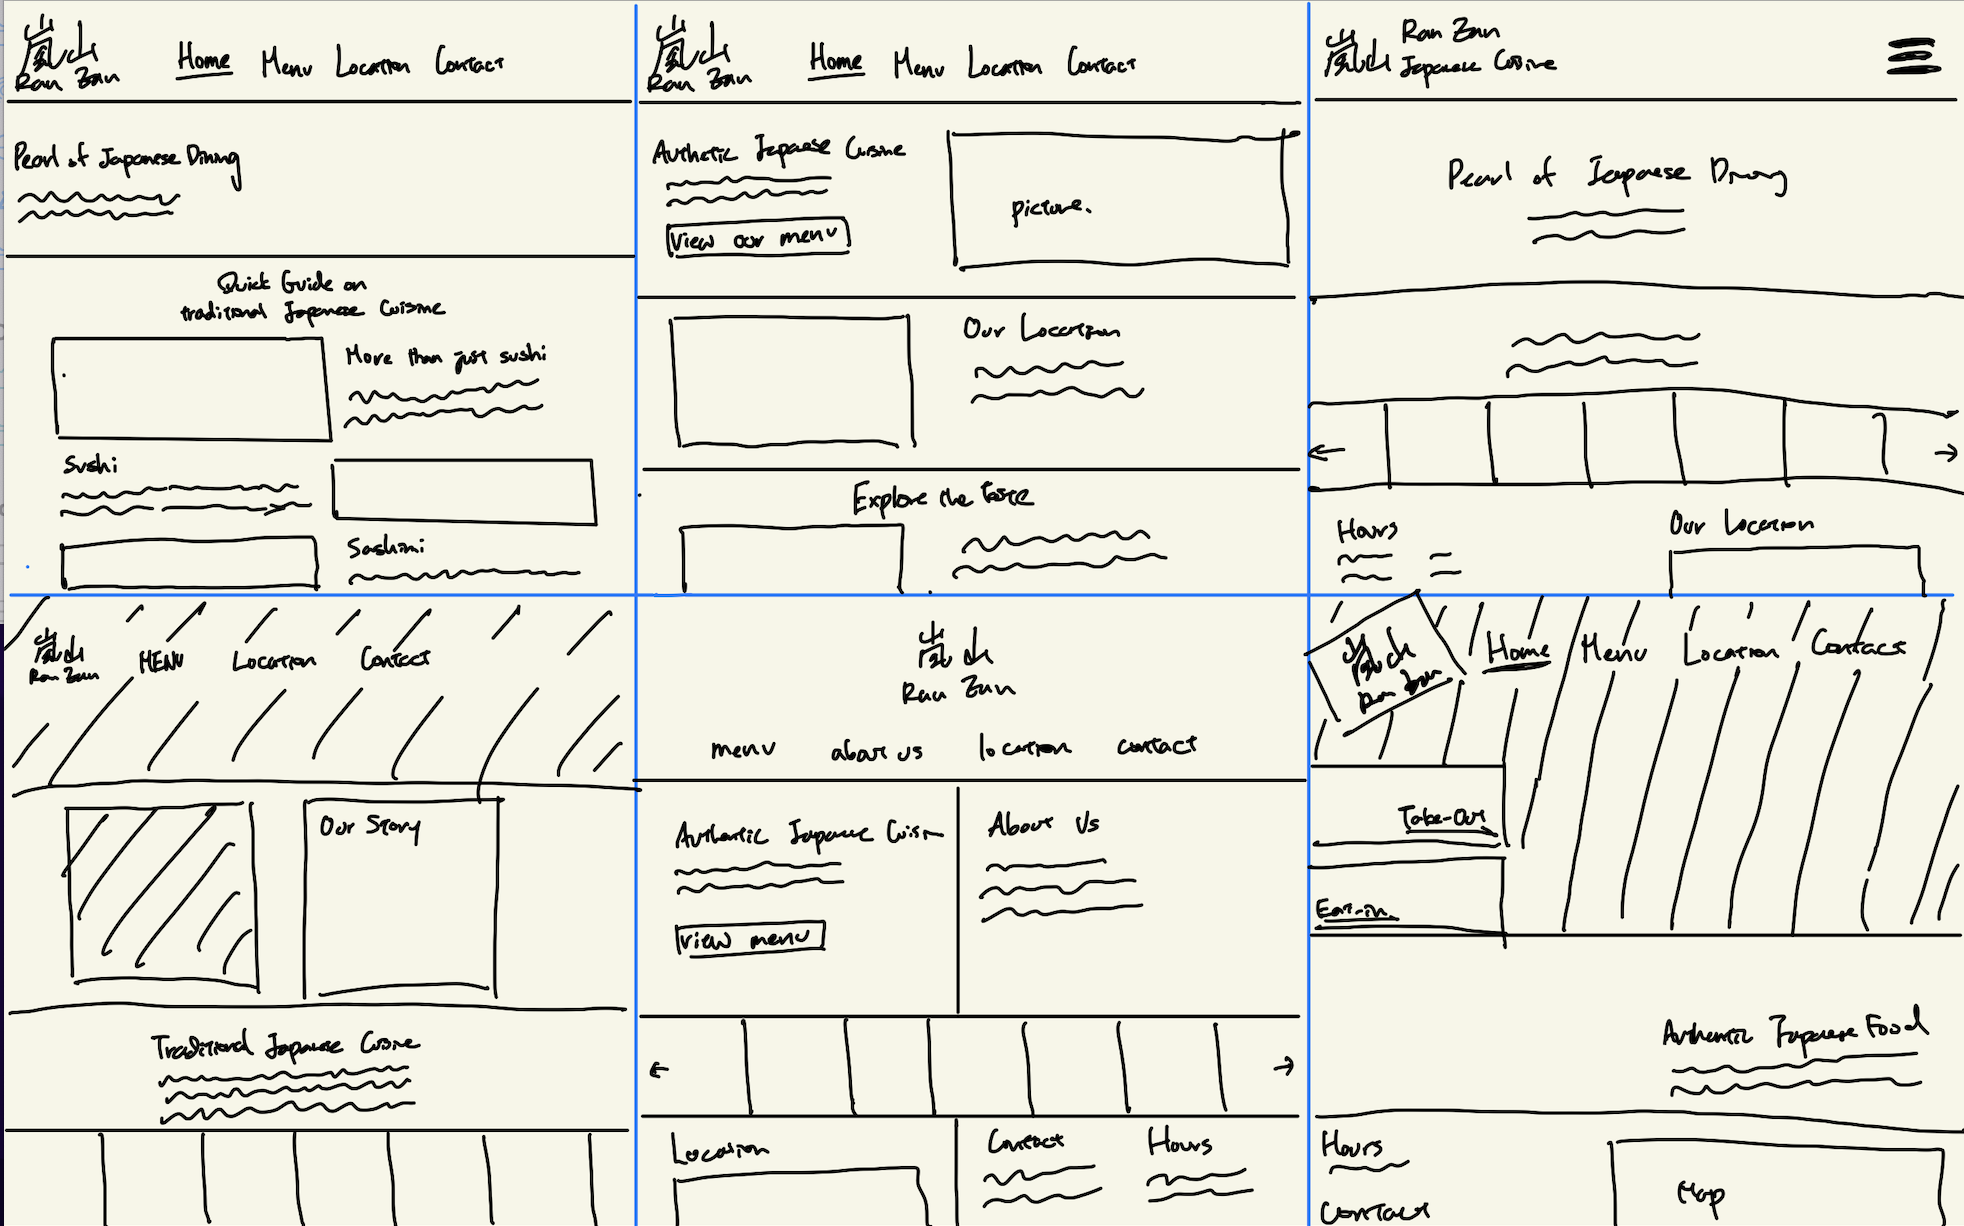 嵐山
Ran Zan
Home Menu Location Contact
Pearl of Japanese Dining
Quick Guide on
traditional Japanese Cuisine
More than just sushi
Sushi
Sashimi
嵐山
Ran Zan
Home Menu Location Contact
Authetic Japanese Cuisine
View our menu
picture.
Our Location
Explore the taste
嵐山
Ran Zan
Japanese Cuisine
Pearl of Japanese Dining
Hours
Our Location
嵐山
Ran Zan
MENU Location Contact
Our Story
Traditional Japanese Cuisine
嵐山
Ran Zan
menu about us location contact
Authentic Japanese Cuisin
View menu
About Us
Location
Contact
Hours
嵐山
Ran Zan
Home Menu Location Contact
Take-Out
Eat-in
Authentic Japanese Food
Hours
Contact
Map